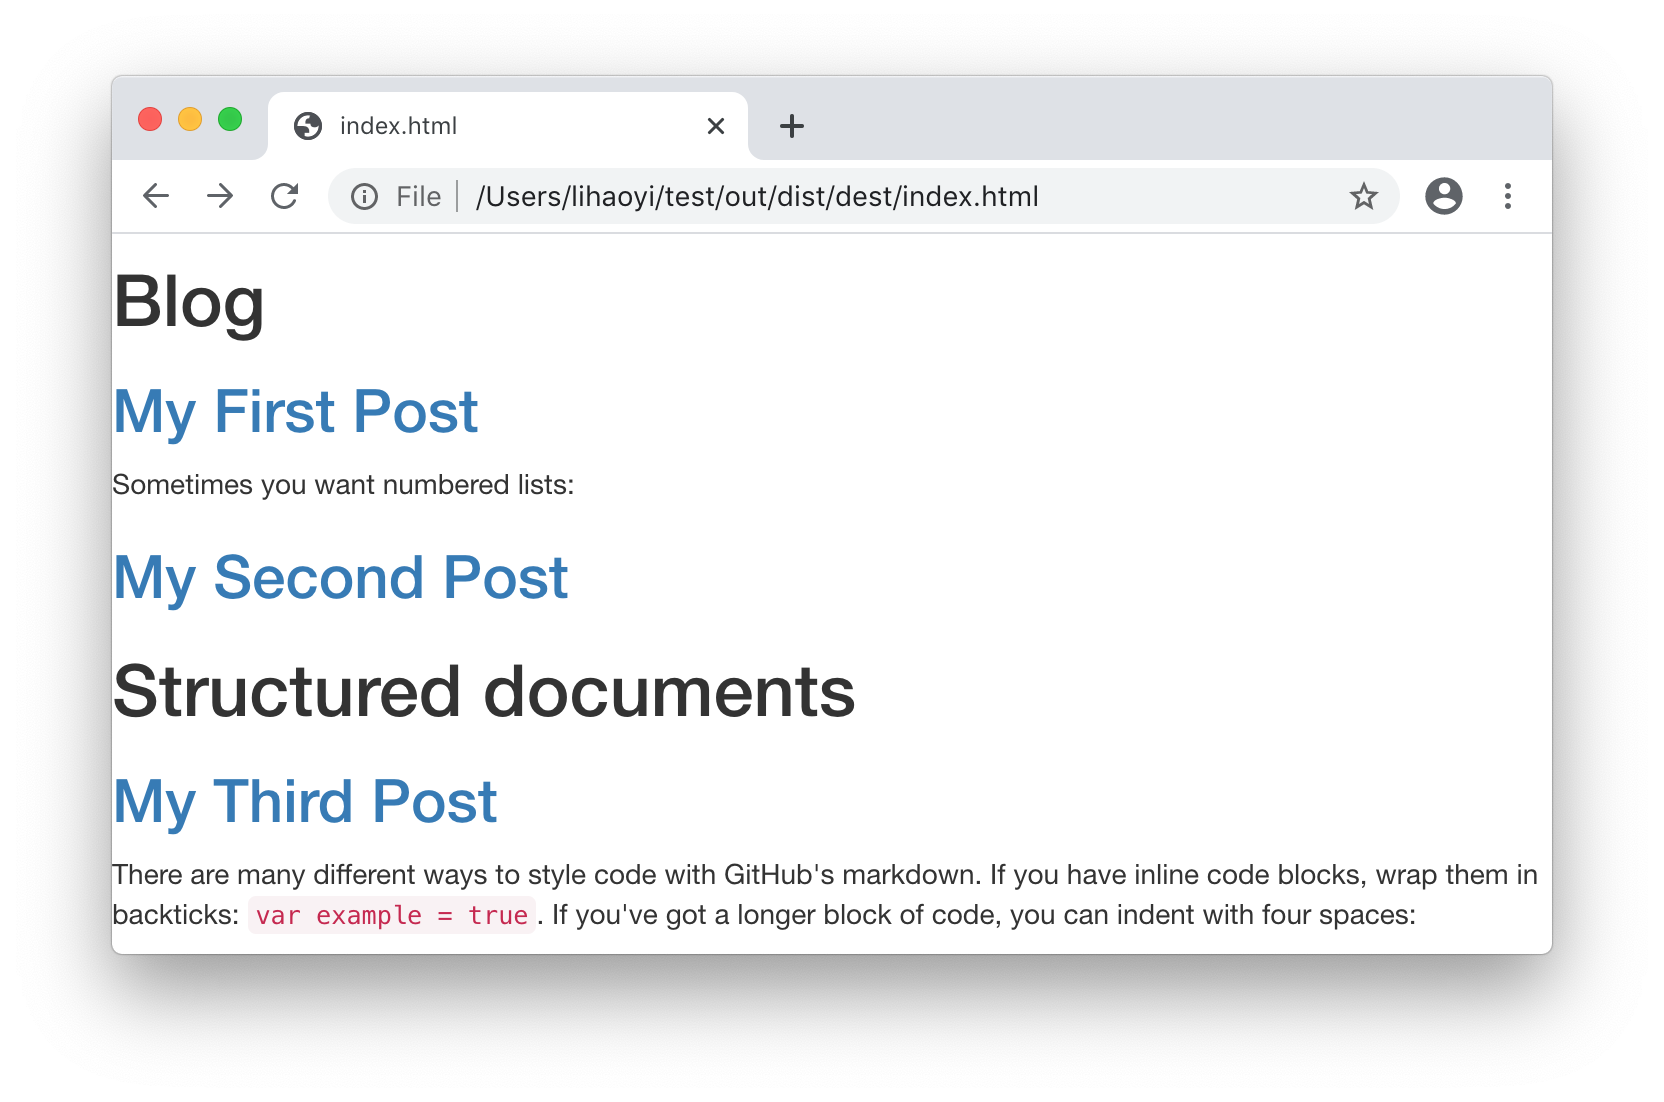 index.html
File /Users/lihaoyi/test/out/dist/dest/index.html
Blog
My First Post
Sometimes you want numbered lists:
My Second Post
Structured documents
My Third Post
There are many different ways to style code with GitHub's markdown. If you have inline code blocks, wrap them in
backticks: var example = true. If you've got a longer block of code, you can indent with four spaces: